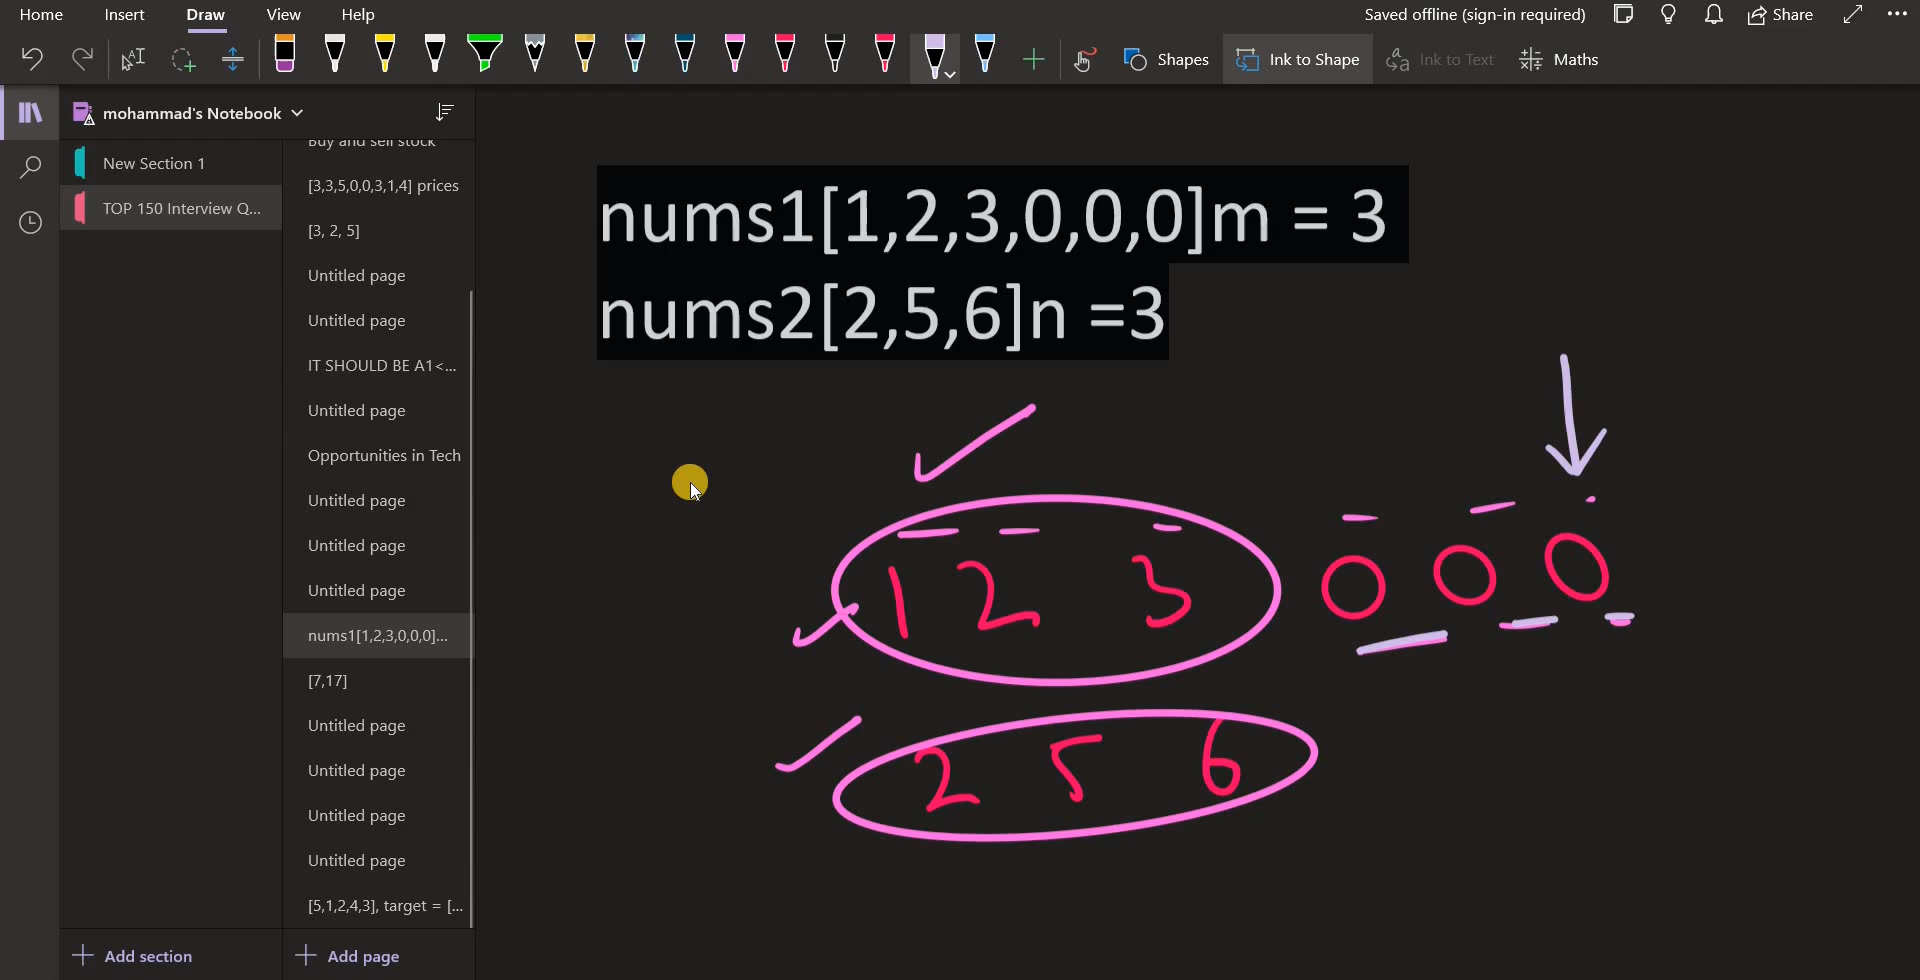 Home Insert Draw View Help Saved offline (sign-in required) Share
Shapes Ink to Shape Ink to Text Maths
mohammad's Notebook
New Section 1
TOP 150 Interview Q...
Buy and sell stock
[3,3,5,0,0,3,1,4] prices
[3, 2, 5]
Untitled page
Untitled page
IT SHOULD BE A1<...
Untitled page
Opportunities in Tech
Untitled page
Untitled page
Untitled page
nums1[1,2,3,0,0,0]...
[7,17]
Untitled page
Untitled page
Untitled page
Untitled page
[5,1,2,4,3], target = [...
Add section Add page
nums1[1,2,3,0,0,0]m = 3
nums2[2,5,6]n =3
1 2 3 0 0 0
2 5 6